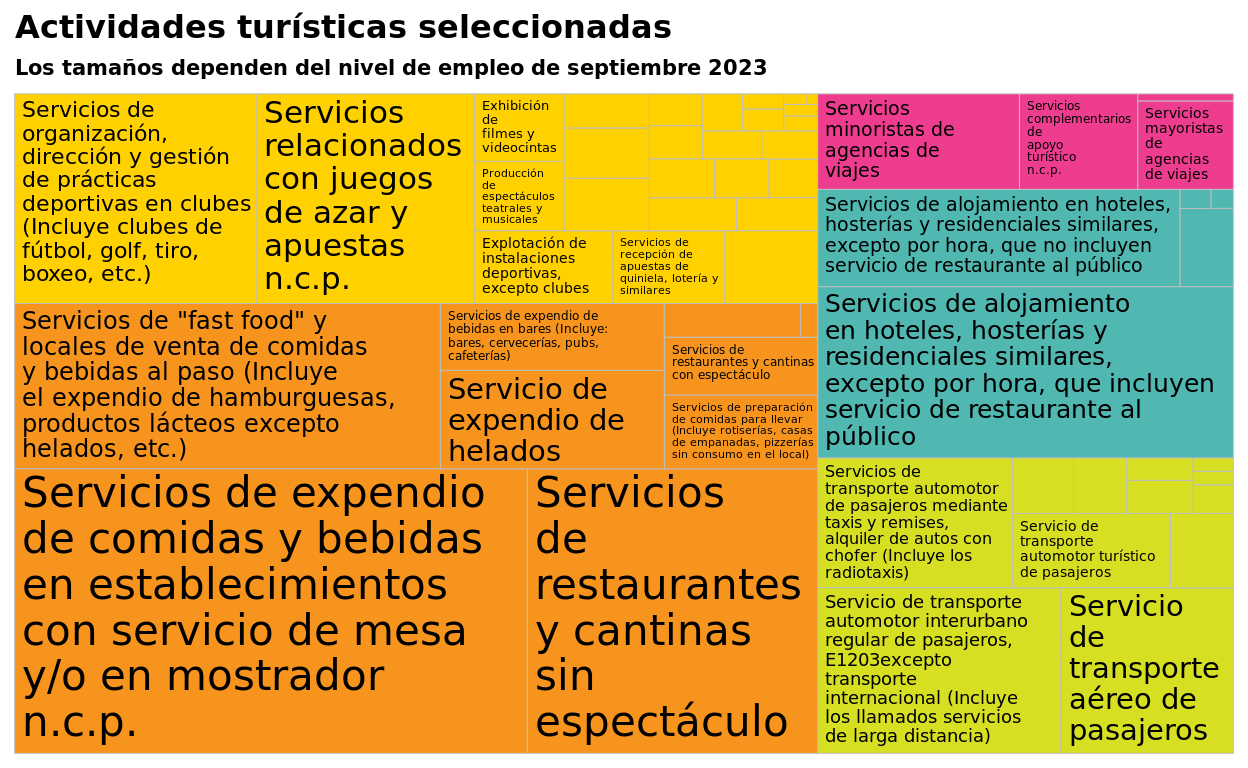 Actividades turísticas seleccionadas
Los tamaños dependen del nivel de empleo de septiembre 2023
Servicios de
organización,
dirección y gestión
de prácticas
deportivas en clubes
(Incluye clubes de
fútbol, golf, tiro,
boxeo, etc.)
Servicios
relacionados
con juegos
de azar y
apuestas
n.c.p.
Exhibición
de
filmes y
videocintas
Producción
de
espectáculos
teatrales y
musicales
Explotación de
instalaciones
deportivas,
excepto clubes
Servicios de
recepción de
apuestas de
quiniela, lotería y
similares
Servicios
minoristas de
agencias de
viajes
Servicios
complementarios
de
apoyo
turístico
n.c.p.
Servicios
mayoristas
de
agencias
de viajes
Servicios de alojamiento en hoteles,
hosterías y residenciales similares,
excepto por hora, que no incluyen
servicio de restaurante al público
Servicios de alojamiento
en hoteles, hosterías y
residenciales similares,
excepto por hora, que incluyen
servicio de restaurante al
público
Servicios de "fast food" y
locales de venta de comidas
y bebidas al paso (Incluye
el expendio de hamburguesas,
productos lácteos excepto
helados, etc.)
Servicios de expendio de
bebidas en bares (Incluye:
bares, cervecerías, pubs,
cafeterías)
Servicio de
expendio de
helados
Servicios de
restaurantes y cantinas
con espectáculo
Servicios de preparación
de comidas para llevar
(Incluye rotiserías, casas
de empanadas, pizzerías
sin consumo en el local)
Servicios de expendio
de comidas y bebidas
en establecimientos
con servicio de mesa
y/o en mostrador
n.c.p.
Servicios
de
restaurantes
y cantinas
sin
espectáculo
Servicios de
transporte automotor
de pasajeros mediante
taxis y remises,
alquiler de autos con
chofer (Incluye los
radiotaxis)
Servicio de
transporte
automotor turístico
de pasajeros
Servicio de transporte
automotor interurbano
regular de pasajeros,
E1203excepto
transporte
internacional (Incluye
los llamados servicios
de larga distancia)
Servicio
de
transporte
aéreo de
pasajeros